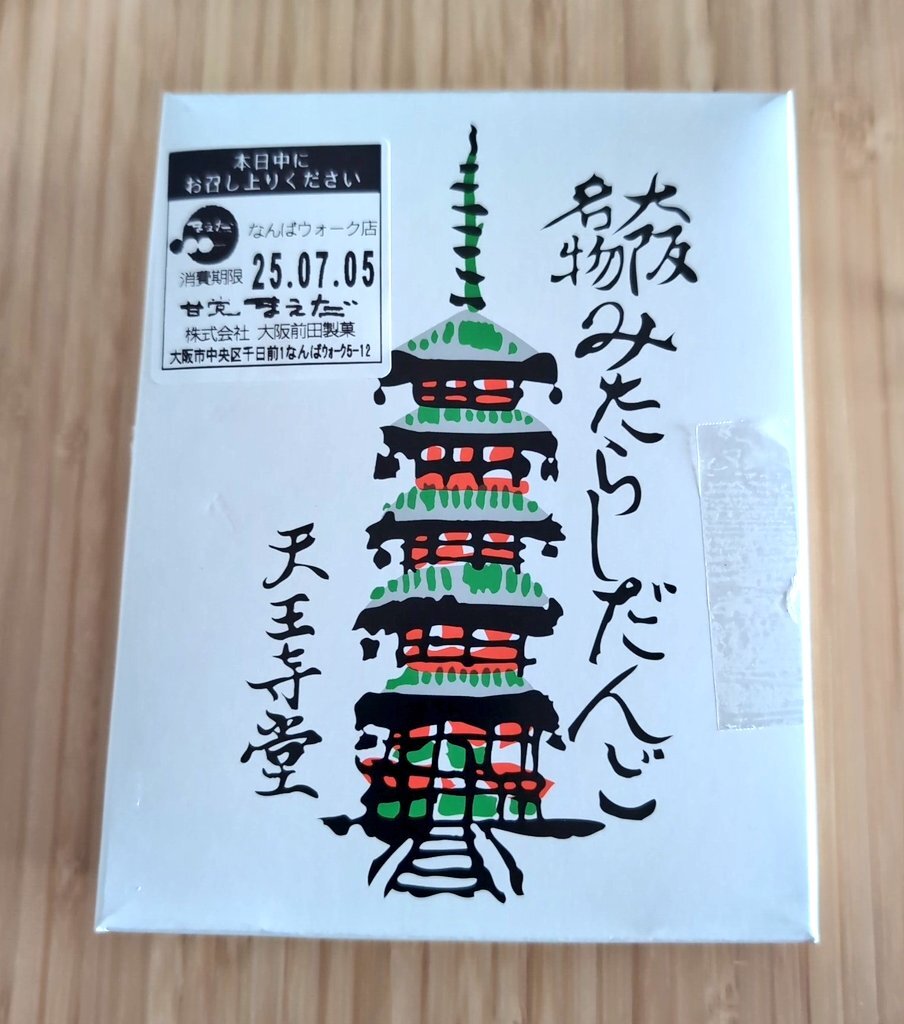 本日中に
お召し上りください
まえだ
なんばウォーク店
消費期限 25.07.05
甘党 まえだ
株式会社 大阪前田製菓
大阪市中央区千日前1なんばウォーク5-12
大阪
名物
みたらしだんご
天王寺堂